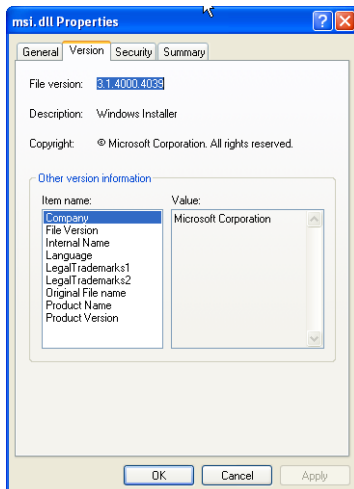 msi.dll Properties
General Version Security Summary
File version: 3.1.4000.4039
Description: Windows Installer
Copyright: © Microsoft Corporation. All rights reserved.
Other version information
Item name: Value:
Company Microsoft Corporation
File Version
Internal Name
Language
LegalTrademarks1
LegalTrademarks2
Original File name
Product Name
Product Version
OK Cancel Apply